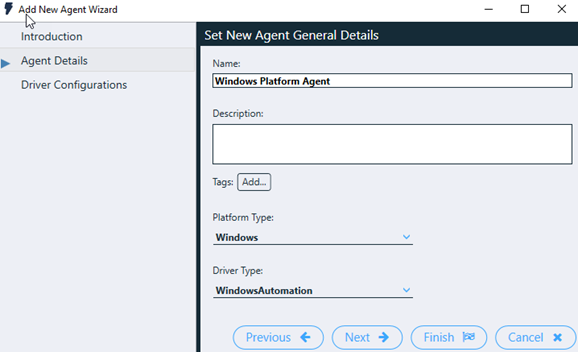 Add New Agent Wizard
Introduction
Agent Details
Driver Configurations
Set New Agent General Details
Name:
Windows Platform Agent
Description:
Tags: Add...
Platform Type:
Windows
Driver Type:
WindowsAutomation
Previous Next Finish Cancel